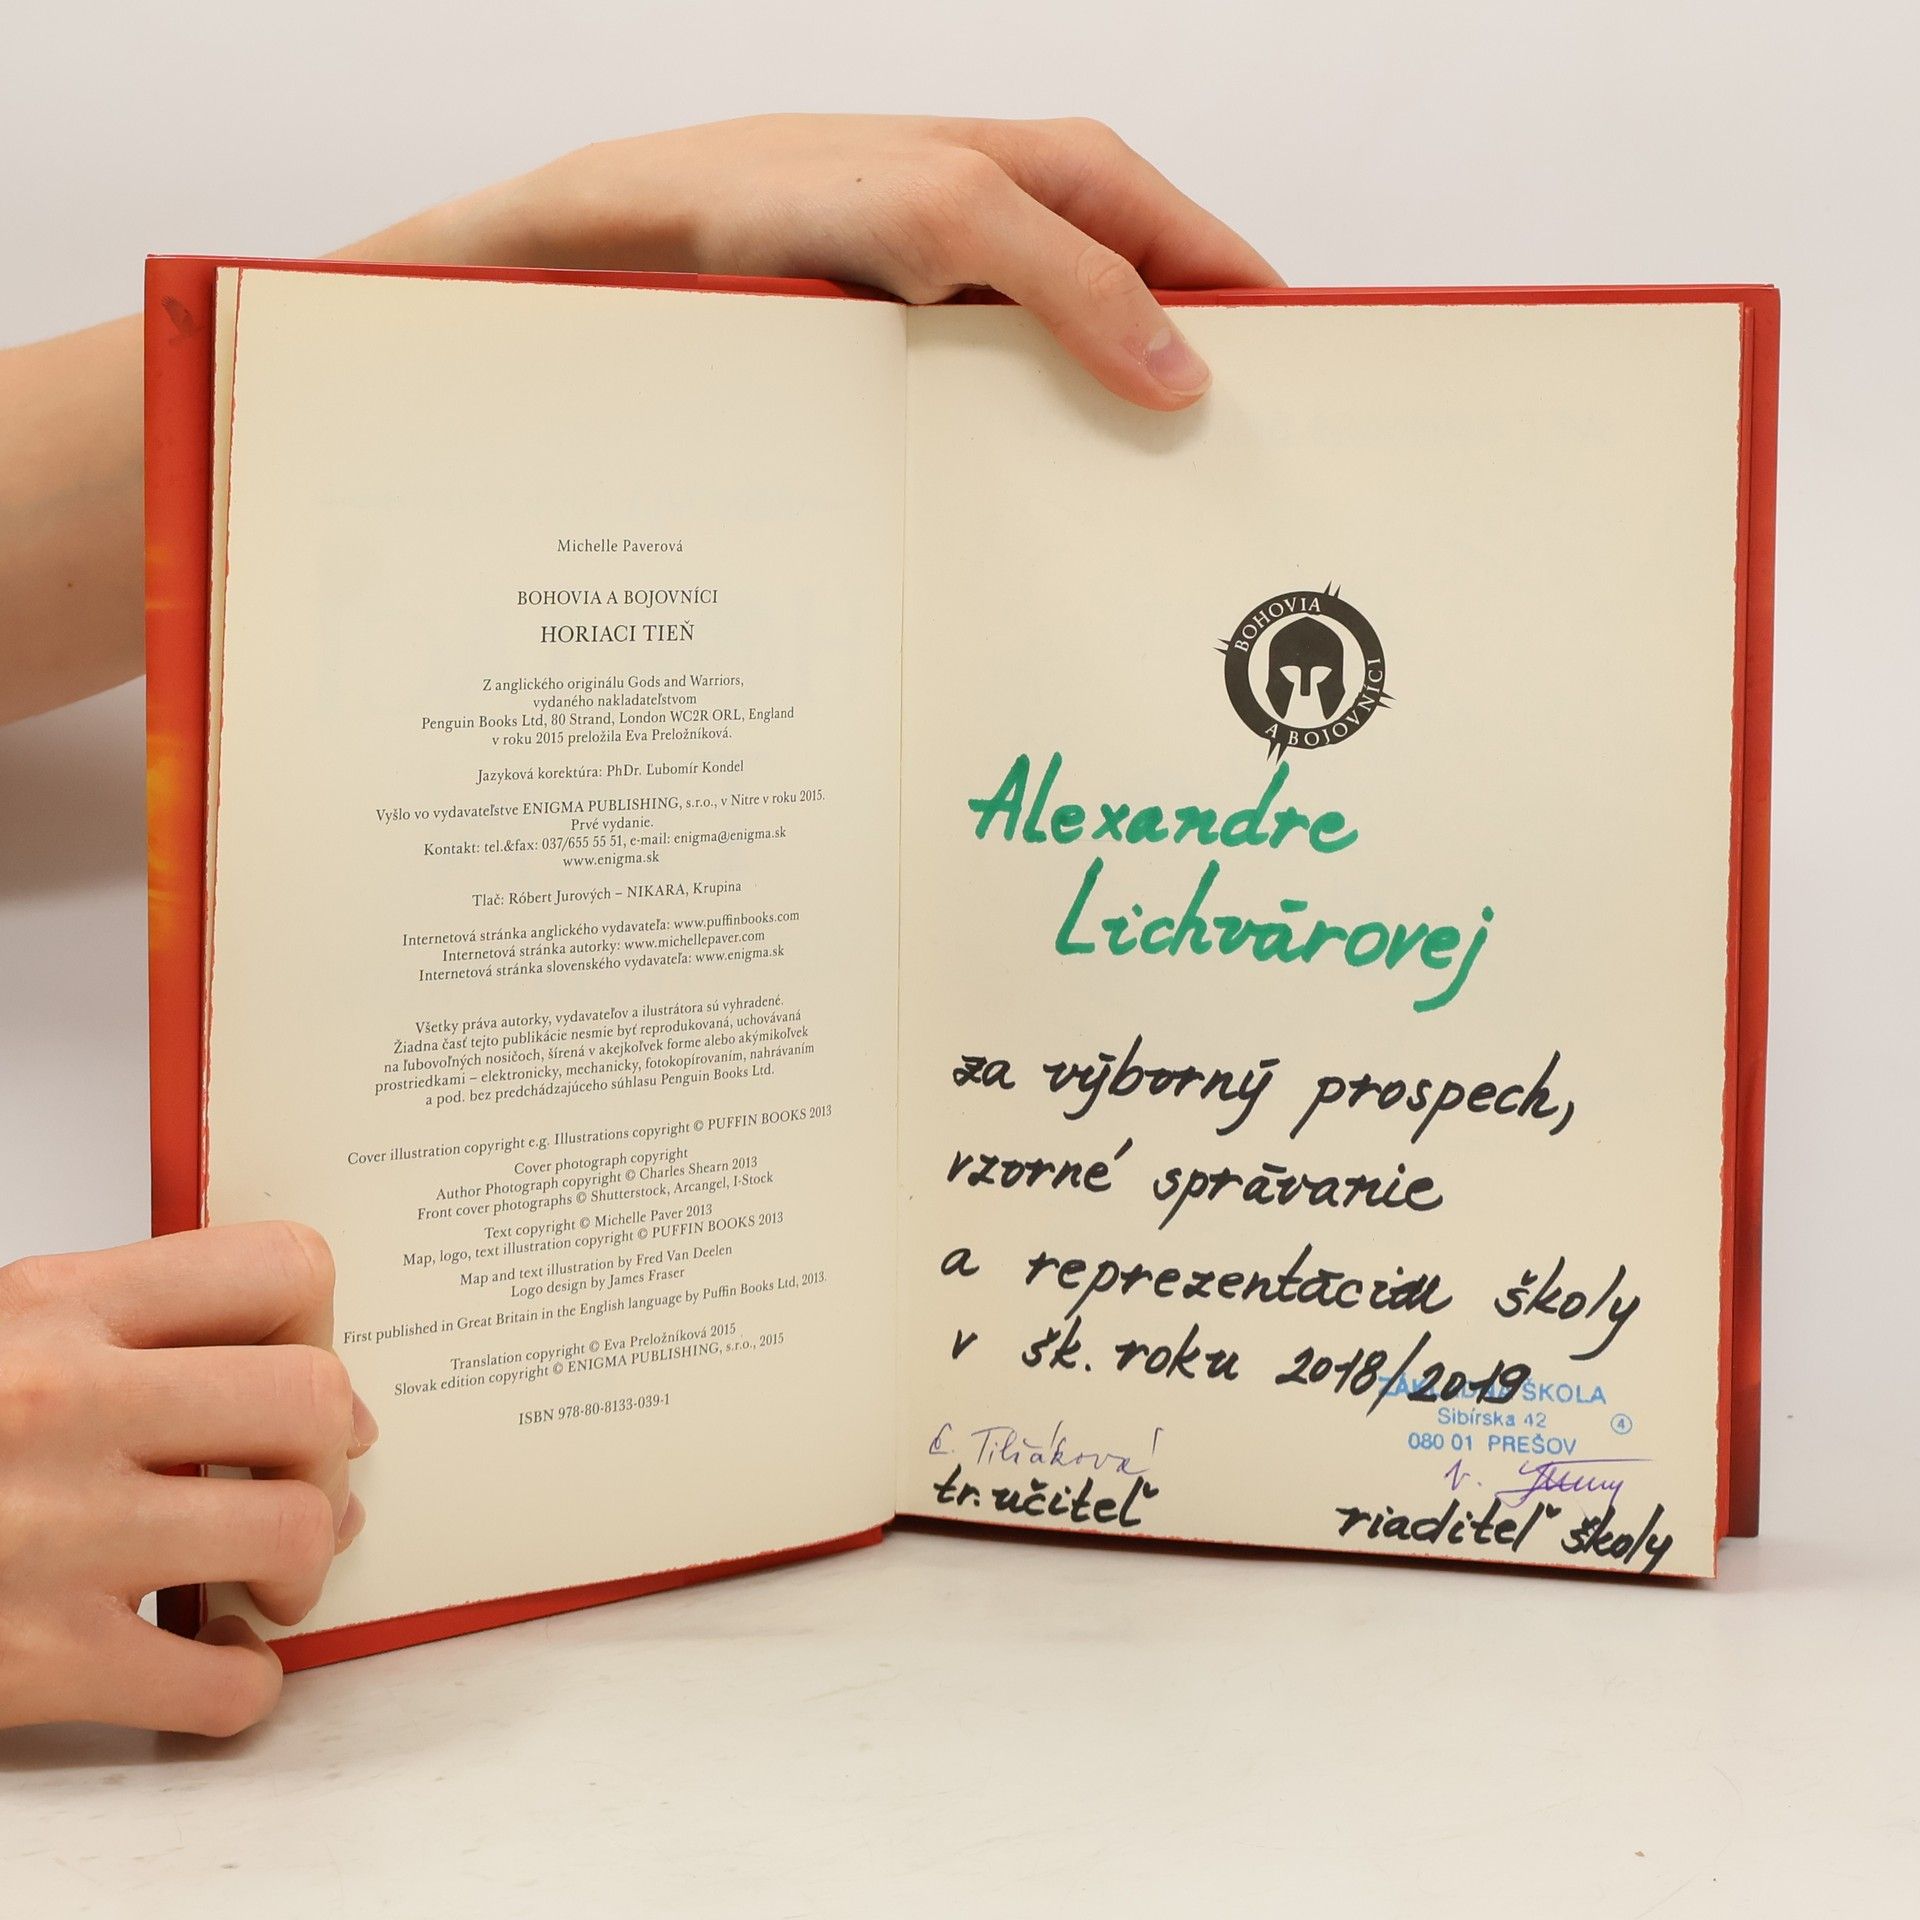 Michelle Paverová
BOHOVIA A BOJOVNÍCI
HORIACI TIEŇ
Z anglického originálu Gods and Warriors,
vydaného nakladateľstvom
Penguin Books Ltd, 80 Strand, London WC2R ORL, England
v roku 2015 preložila Eva Preložníková.
Jazyková korektúra: PhDr. Ľubomír Kondel
Vyšlo vo vydavateľstve ENIGMA PUBLISHING, s.r.o., v Nitre v roku 2015.
Prvé vydanie.
Kontakt: tel.&fax: 037/655 55 51, e-mail: enigma@enigma.sk
www.enigma.sk
Tlač: Róbert Jurových – NIKARA, Krupina
Internetová stránka anglického vydavateľa: www.puffinbooks.com
Internetová stránka autorky: www.michellepaver.com
Internetová stránka slovenského vydavateľa: www.enigma.sk
Všetky práva autorky, vydavateľov a ilustrátora sú vyhradené.
Žiadna časť tejto publikácie nesmie byť reprodukovaná, uchovávaná
na ľubovoľných nosičoch, šírená v akejkoľvek forme alebo akýmikoľvek
prostriedkami – elektronicky, mechanicky, fotokopírovaním, nahrávaním
a pod. bez predchádzajúceho súhlasu Penguin Books Ltd.
Cover illustration copyright e.g. Illustrations copyright © PUFFIN BOOKS 2013
Cover photograph copyright
Author Photograph copyright © Charles Shearn 2013
Front cover photographs © Shutterstock, Arcangel, I-Stock
Text copyright © Michelle Paver 2013
Map, logo, text illustration copyright © PUFFIN BOOKS 2013
Map and text illustration by Fred Van Deelen
Logo design by James Fraser
First published in Great Britain in the English language by Puffin Books Ltd, 2013.
Translation copyright © Eva Preložníková 2015
Slovak edition copyright © ENIGMA PUBLISHING, s.r.o., 2015
ISBN 978-80-8133-039-1
BOHOVIA
A BOJOVNÍCI
Alexandre
Lichvárovej
za výborný prospech,
vzorné správanie
a reprezentáciu školy
v šk. roku 2018/2019
ZÁKLADNÁ ŠKOLA
Sibírska 42
4
080 01 PREŠOV
tr. učiteľ
riaditeľ školy